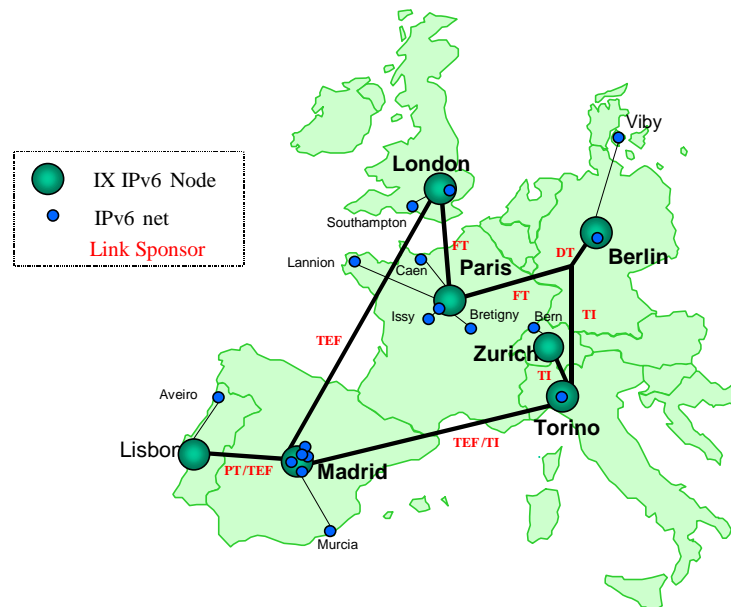 Viby
London
IX IPv6 Node
IPv6 net
Southampton
Link Sponsor
FT
Berlin
DT
Lannion
Caen
Paris
FT
Issy
Bretigny
Bern
TI
TEF
Zurich
TI
Aveiro
Torino
Lisbon
TEF/TI
PT/TEF
Madrid
Murcia